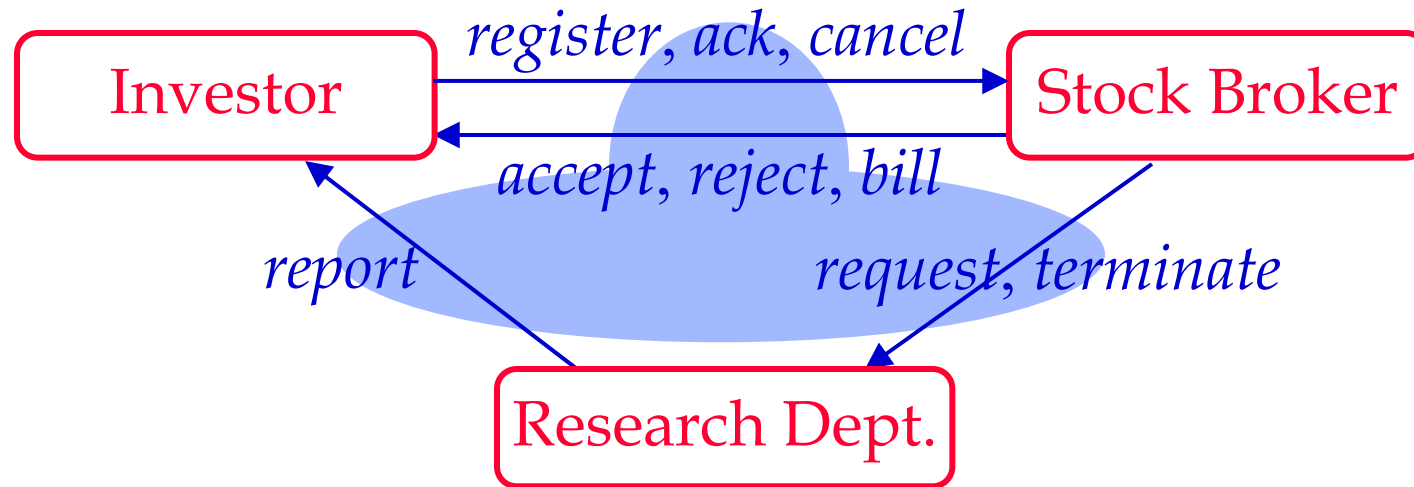 register, ack, cancel
Investor
Stock Broker
accept, reject, bill
report
request, terminate
Research Dept.